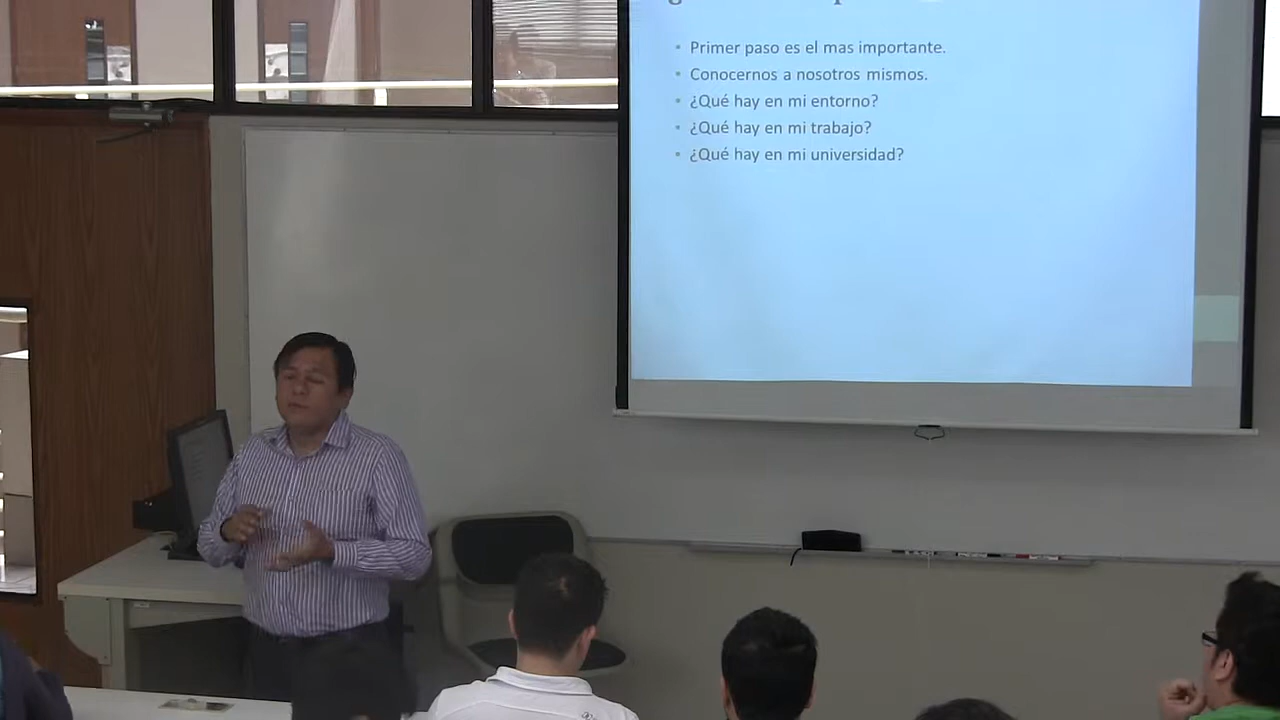 Primer paso es el mas importante.
Conocernos a nosotros mismos.
¿Qué hay en mi entorno?
¿Qué hay en mi trabajo?
¿Qué hay en mi universidad?